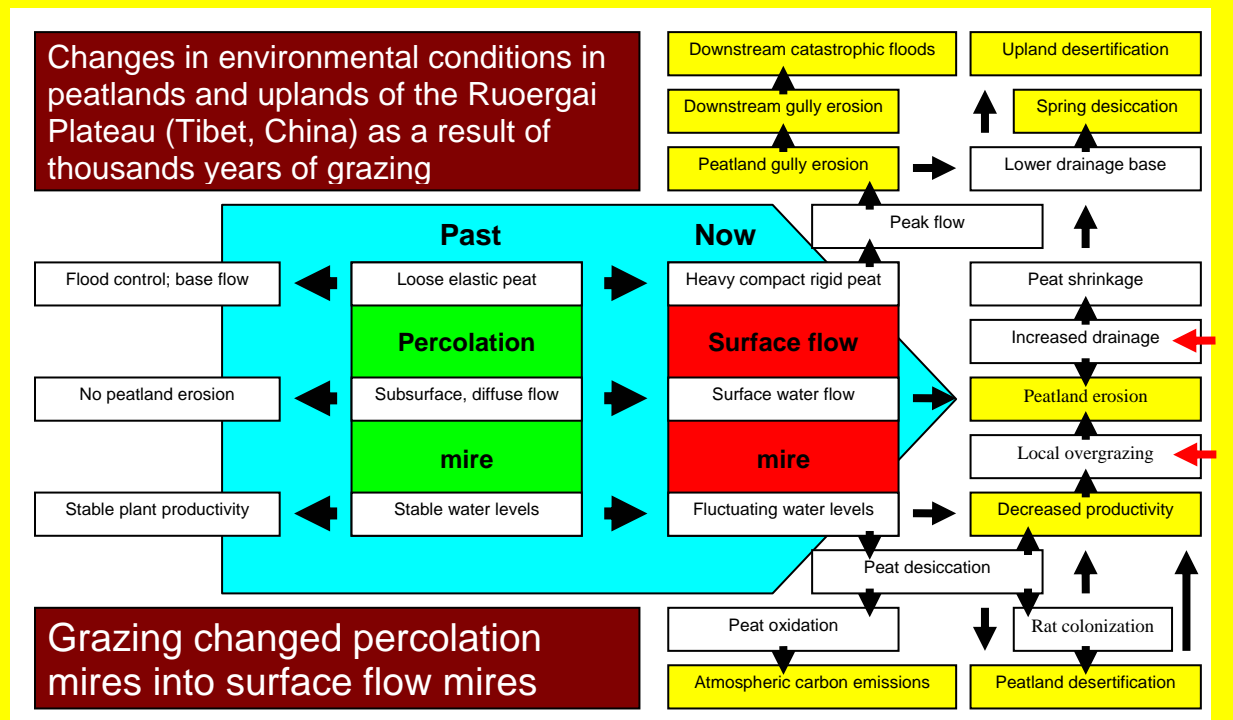 Changes in environmental conditions in
peatlands and uplands of the Ruoergai
Plateau (Tibet, China) as a result of
thousands years of grazing
Downstream catastrophic floods
Upland desertification
Downstream gully erosion
Spring desiccation
Peatland gully erosion
Lower drainage base
Peak flow
Past
Now
Flood control; base flow
Loose elastic peat
Heavy compact rigid peat
Peat shrinkage
Percolation
Surface flow
Increased drainage
No peatland erosion
Subsurface, diffuse flow
Surface water flow
Peatland erosion
mire
mire
Local overgrazing
Stable plant productivity
Stable water levels
Fluctuating water levels
Decreased productivity
Peat desiccation
Peat oxidation
Rat colonization
Atmospheric carbon emissions
Peatland desertification
Grazing changed percolation
mires into surface flow mires